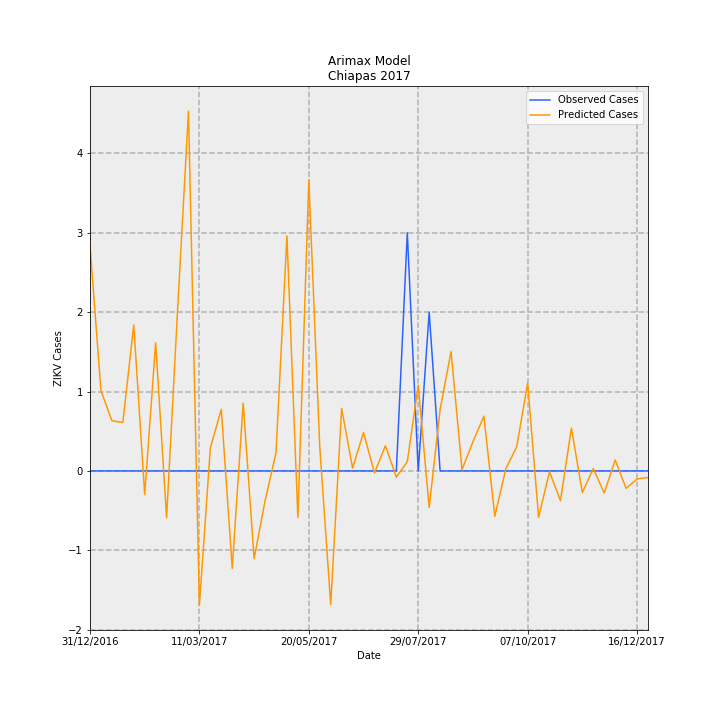 Arimax Model
Chiapas 2017
Observed Cases
Predicted Cases
ZIKV Cases
4
3
2
1
0
−1
−2
31/12/2016
11/03/2017
20/05/2017
29/07/2017
07/10/2017
16/12/2017
Date